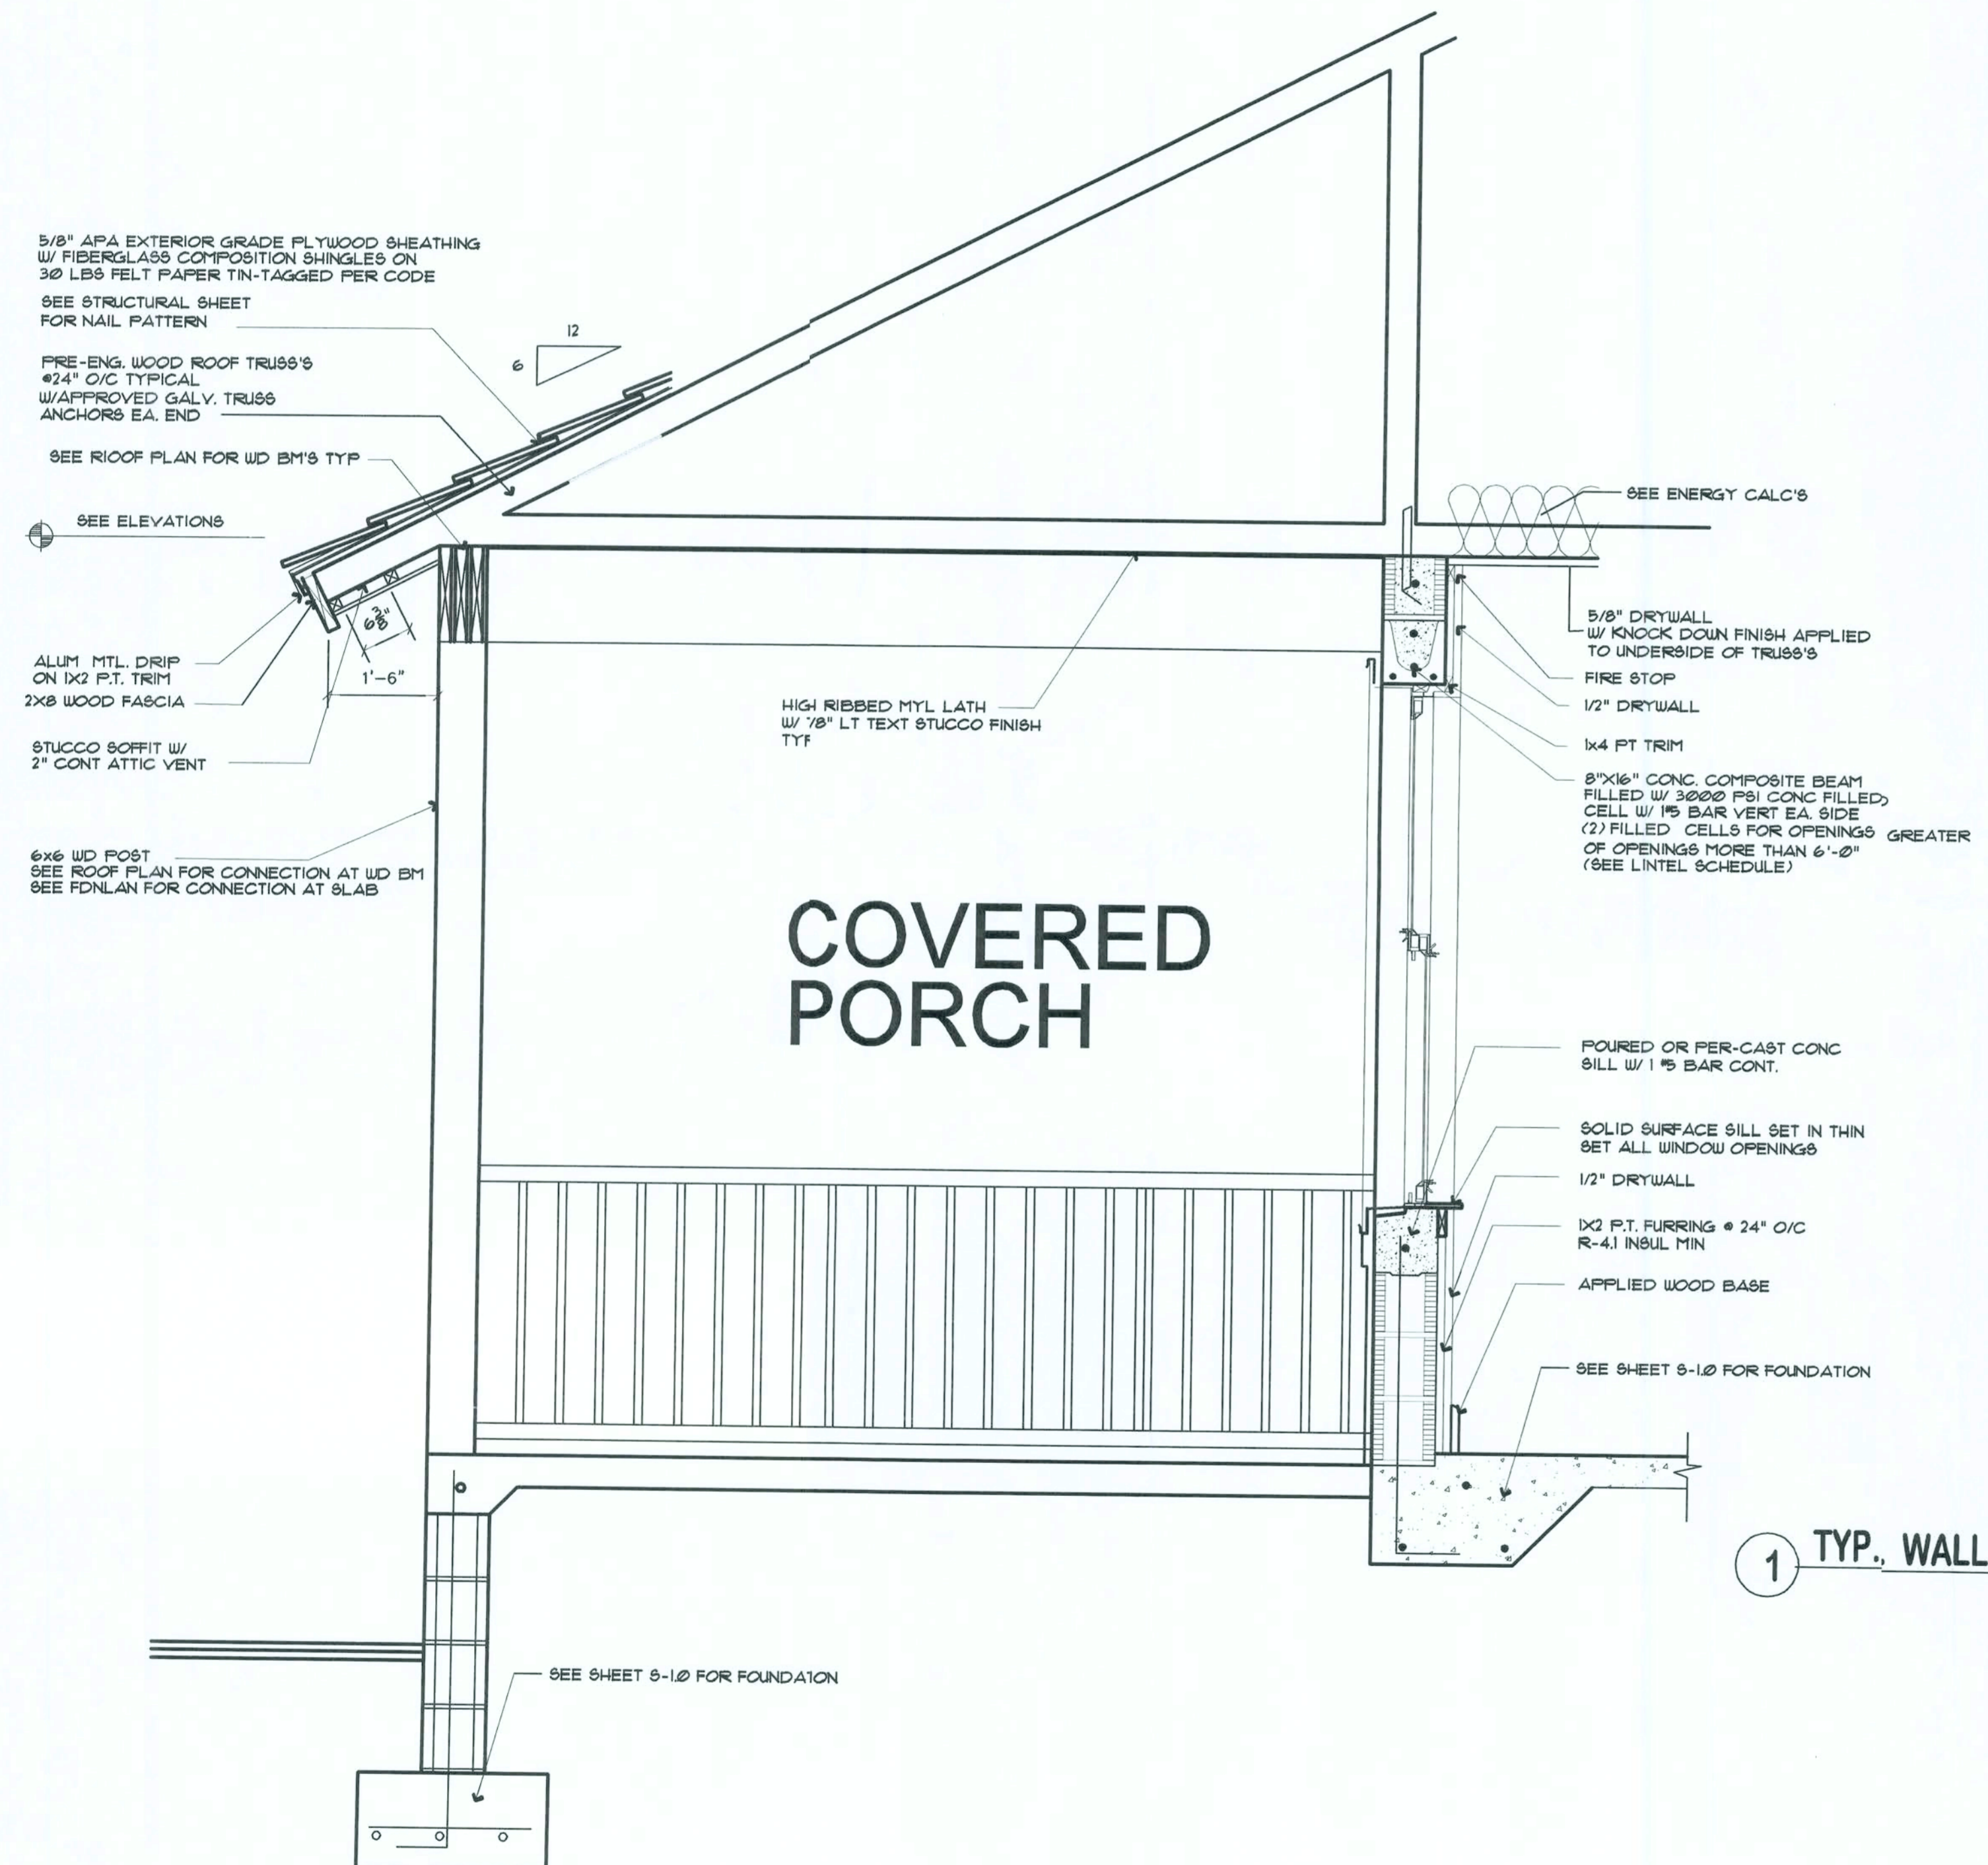 5/8" APA EXTERIOR GRADE PLYWOOD SHEATHING
W/ FIBERGLASS COMPOSITION SHINGLES ON
30 LBS FELT PAPER TIN-TAGGED PER CODE
SEE STRUCTURAL SHEET
FOR NAIL PATTERN
12
6
PRE-ENG. WOOD ROOF TRUSS'S
@24" O/C TYPICAL
W/APPROVED GALV. TRUSS
ANCHORS EA. END
SEE RIOOF PLAN FOR WD BM'S TYP
SEE ELEVATIONS
6 3/8"
1'-6"
ALUM MTL. DRIP
ON 1X2 P.T. TRIM
2X8 WOOD FASCIA
STUCCO SOFFIT W/
2" CONT ATTIC VENT
6x6 WD POST
SEE ROOF PLAN FOR CONNECTION AT WD BM
SEE FDNLAN FOR CONNECTION AT SLAB
HIGH RIBBED MYL LATH
W/ 7/8" LT TEXT STUCCO FINISH
TYP
COVERED
PORCH
SEE ENERGY CALC'S
5/8" DRYWALL
W/ KNOCK DOWN FINISH APPLIED
TO UNDERSIDE OF TRUSS'S
FIRE STOP
1/2" DRYWALL
1x4 PT TRIM
8"X16" CONC. COMPOSITE BEAM
FILLED W/ 3000 PSI CONC FILLED,
CELL W/ 1#5 BAR VERT EA. SIDE
(2) FILLED CELLS FOR OPENINGS GREATER
OF OPENINGS MORE THAN 6'-0"
(SEE LINTEL SCHEDULE)
POURED OR PER-CAST CONC
SILL W/ 1 #5 BAR CONT.
SOLID SURFACE SILL SET IN THIN
SET ALL WINDOW OPENINGS
1/2" DRYWALL
1X2 P.T. FURRING @ 24" O/C
R-4.1 INSUL MIN
APPLIED WOOD BASE
SEE SHEET S-1.0 FOR FOUNDATION
1 TYP., WALL
SEE SHEET S-1.0 FOR FOUNDATION